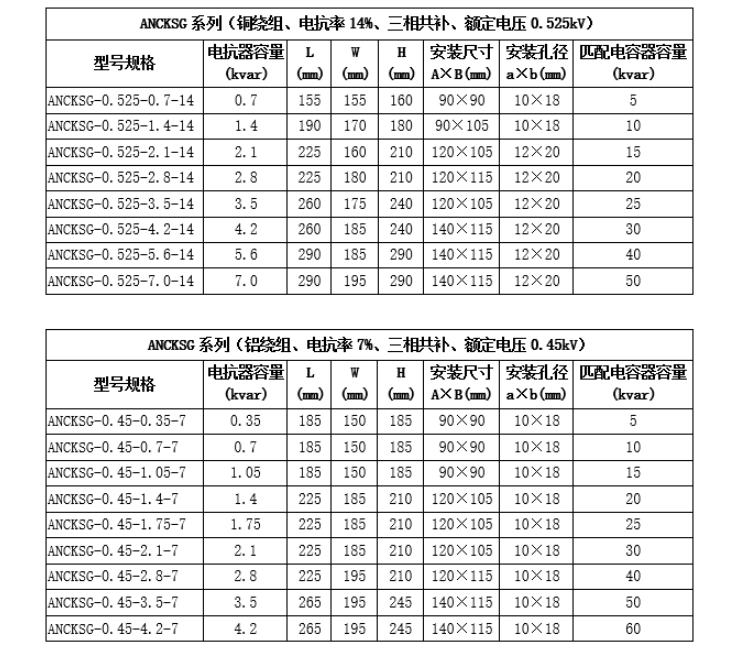 ANCKSG 系列（铜绕组、电抗率 14%、三相共补、额定电压 0.525kV）
型号规格 电抗器容量(kvar) L(mm) W(mm) H(mm) 安装尺寸A×B(mm) 安装孔径a×b(mm) 匹配电容器容量(kvar)
ANCKSG-0.525-0.7-14 0.7 155 155 160 90×90 10×18 5
ANCKSG-0.525-1.4-14 1.4 190 170 180 90×105 10×18 10
ANCKSG-0.525-2.1-14 2.1 225 160 210 120×105 12×20 15
ANCKSG-0.525-2.8-14 2.8 225 180 210 120×115 12×20 20
ANCKSG-0.525-3.5-14 3.5 260 175 240 120×105 12×20 25
ANCKSG-0.525-4.2-14 4.2 260 185 240 140×115 12×20 30
ANCKSG-0.525-5.6-14 5.6 290 185 290 140×115 12×20 40
ANCKSG-0.525-7.0-14 7.0 290 195 290 140×115 12×20 50
ANCKSG 系列（铝绕组、电抗率 7%、三相共补、额定电压 0.45kV）
型号规格 电抗器容量(kvar) L(mm) W(mm) H(mm) 安装尺寸A×B(mm) 安装孔径a×b(mm) 匹配电容器容量(kvar)
ANCKSG-0.45-0.35-7 0.35 185 150 185 90×90 10×18 5
ANCKSG-0.45-0.7-7 0.7 185 150 185 90×90 10×18 10
ANCKSG-0.45-1.05-7 1.05 185 150 185 90×90 10×18 15
ANCKSG-0.45-1.4-7 1.4 225 185 210 120×105 10×18 20
ANCKSG-0.45-1.75-7 1.75 225 185 210 120×105 10×18 25
ANCKSG-0.45-2.1-7 2.1 225 185 210 120×105 10×18 30
ANCKSG-0.45-2.8-7 2.8 225 195 210 120×115 10×18 40
ANCKSG-0.45-3.5-7 3.5 265 195 245 140×115 10×18 50
ANCKSG-0.45-4.2-7 4.2 265 195 245 140×115 10×18 60